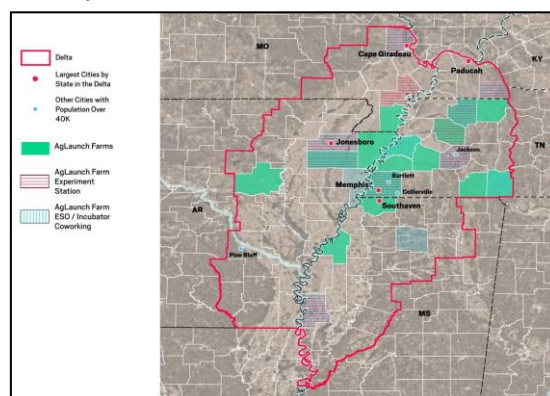 Delta
Largest Cities by
State in the Delta
Other Cities with
Population Over
40K
AgLaunch Farms
AgLaunch Farm
Experiment
Station
AgLaunch Farm
ESO / Incubator
Coworking
MO
Cape Giradeau
KY
Paducah
Jonesboro
Jackson
TN
Bartlett
Memphis
Collierville
Southaven
AR
Pine Bluff
MS